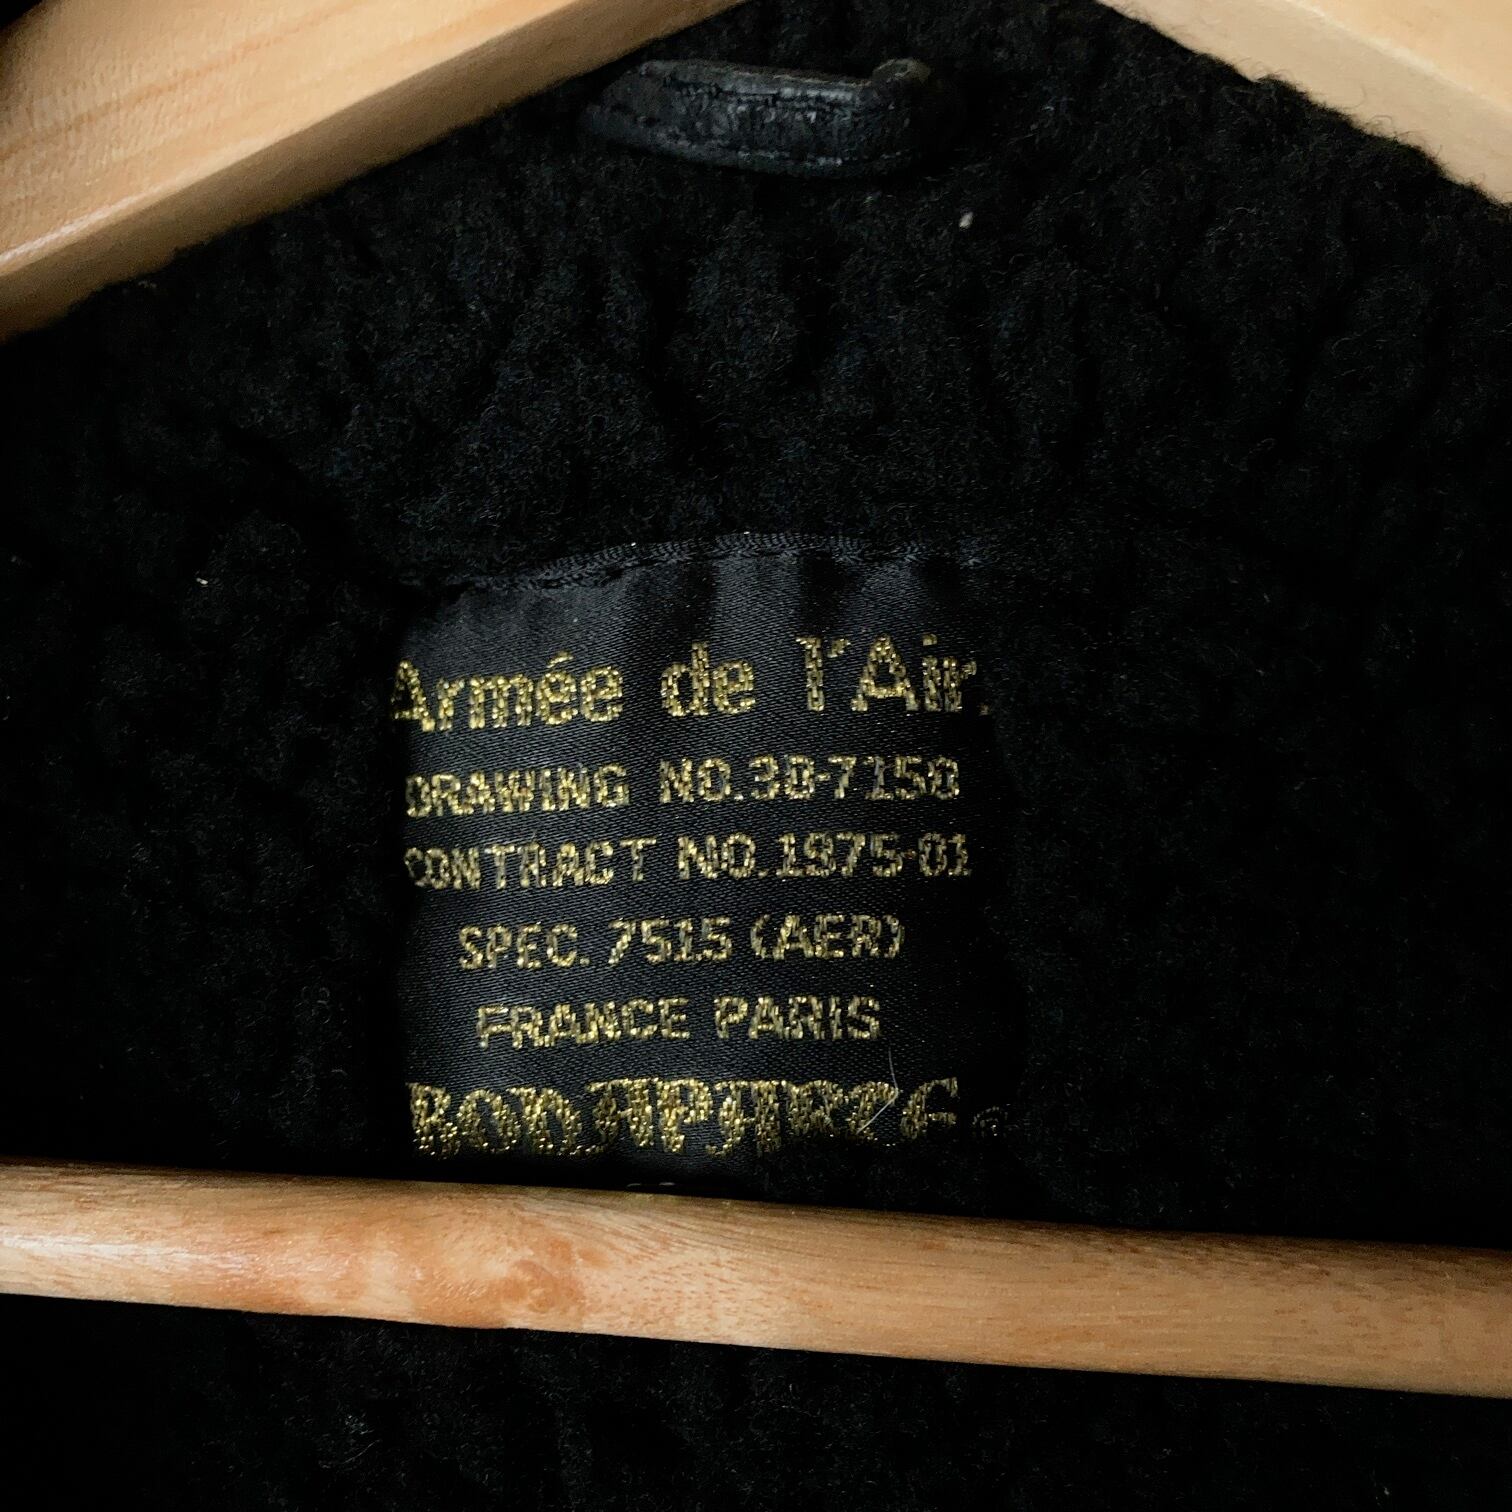 Armée de l'Air.
DRAWING NO.30-7150
CONTRACT NO.1975-01
SPEC. 7515 (AER)
FRANCE PARIS